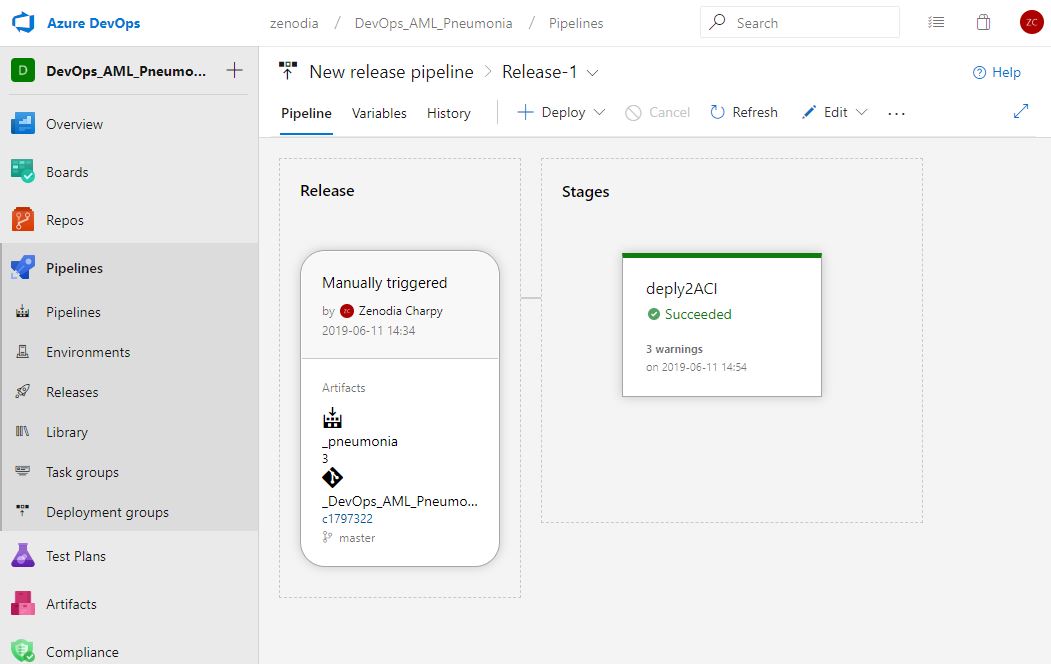 Azure DevOps
zenodia / DevOps_AML_Pneumonia / Pipelines
Search
ZC
D
DevOps_AML_Pneumo...
Overview
Boards
Repos
Pipelines
Pipelines
Environments
Releases
Library
Task groups
Deployment groups
Test Plans
Artifacts
Compliance
New release pipeline > Release-1
Help
Pipeline Variables History
Deploy Cancel Refresh Edit ...
Release
Manually triggered
by ZC Zenodia Charpy
2019-06-11 14:34
Artifacts
_pneumonia
3
_DevOps_AML_Pneumo...
c1797322
master
Stages
deply2ACI
Succeeded
3 warnings
on 2019-06-11 14:54